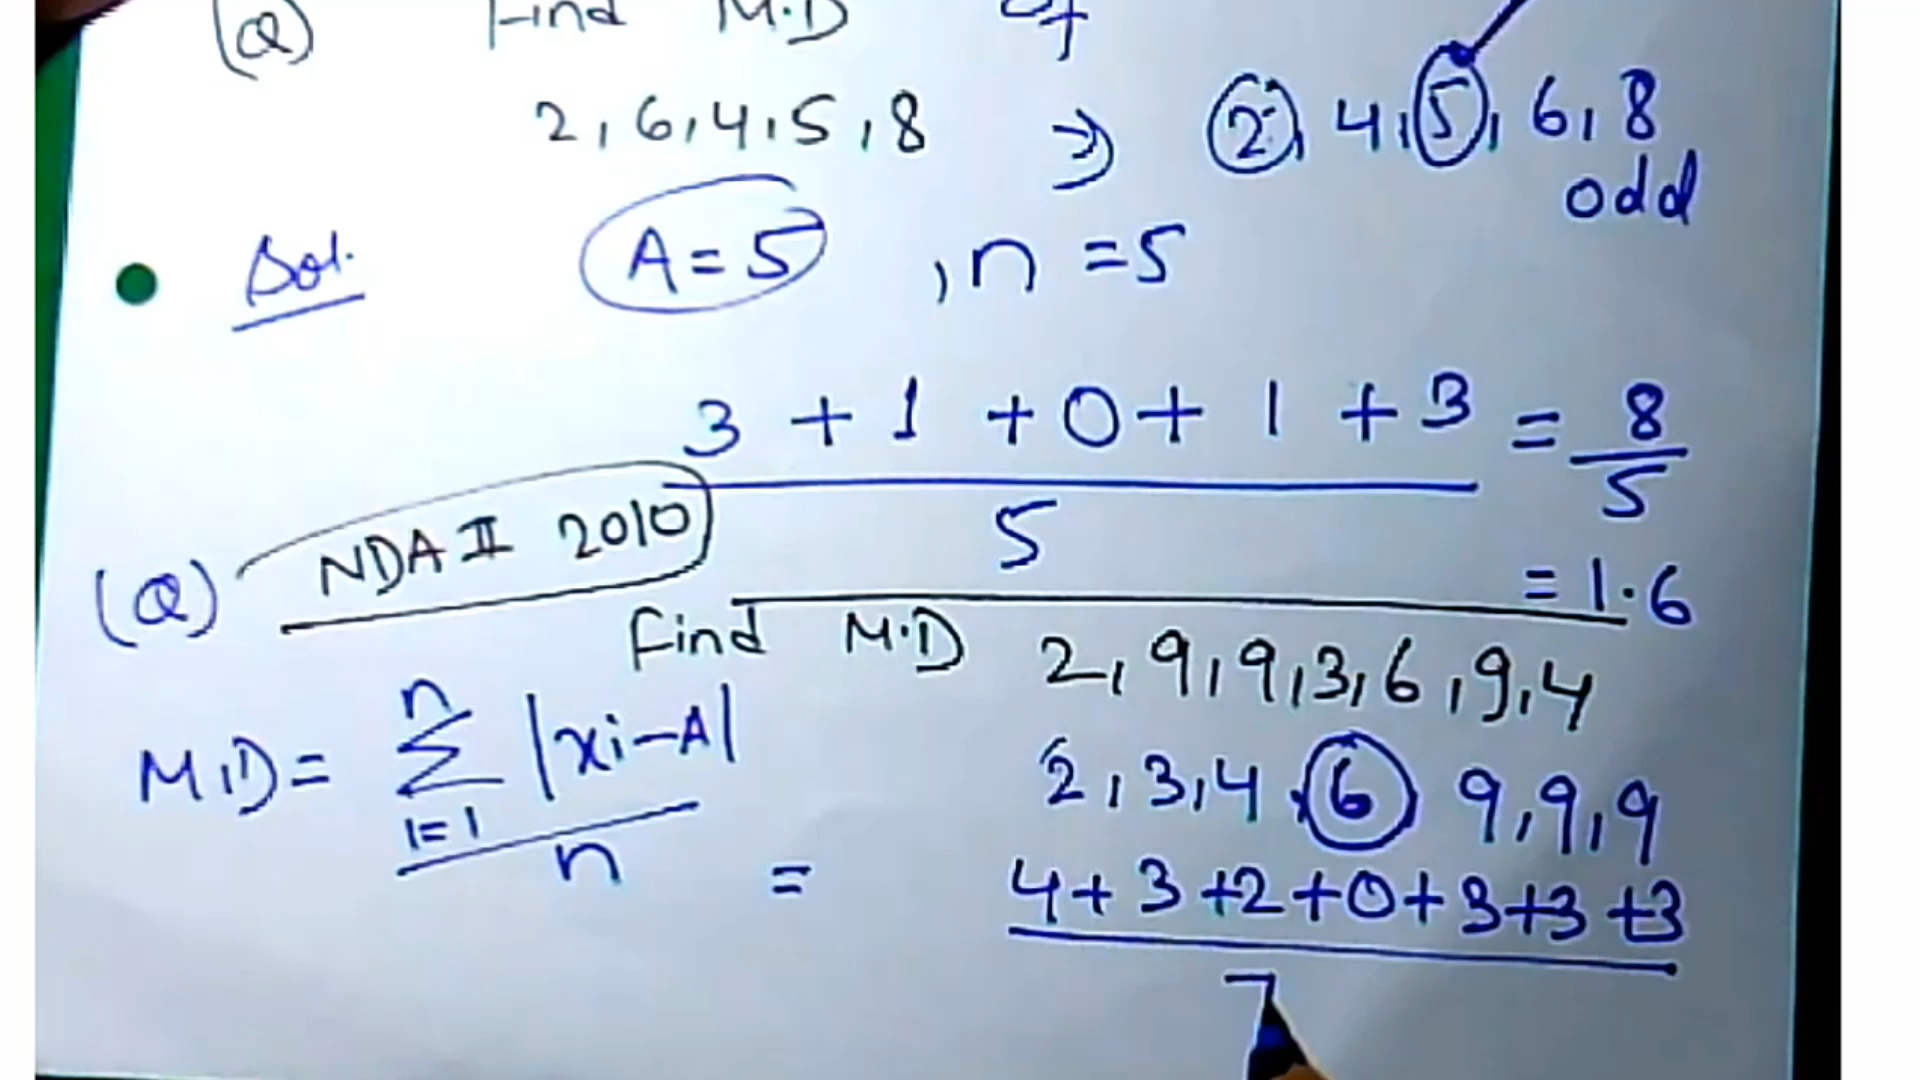 (Q) Find M.D of
2, 6, 4, 5, 8 ⇒ 2, 4, 5, 6, 8
odd
Sol. A = 5 , n = 5
3 + 1 + 0 + 1 + 3 = 8
5 5
= 1.6
(Q) NDA II 2010
Find M.D 2, 9, 9, 3, 6, 9, 4
2, 3, 4, 6 9, 9, 9
M.D = n Σ i=1 |xi-A|
n
= 4+3+2+0+3+3+3
7